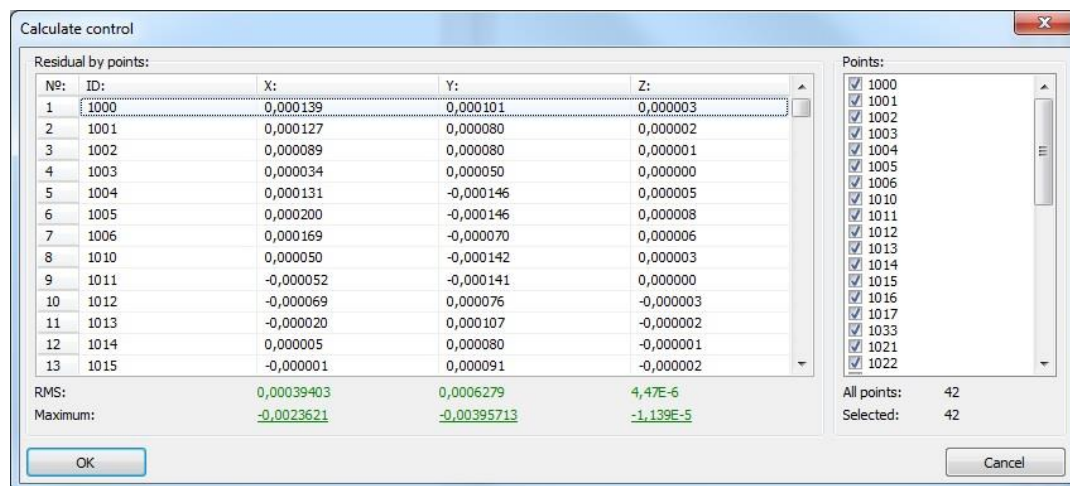 Calculate control
Residual by points:
Nº: ID: X: Y: Z:
1 1000 0,000139 0,000101 0,000003
2 1001 0,000127 0,000080 0,000002
3 1002 0,000089 0,000080 0,000001
4 1003 0,000034 0,000050 0,000000
5 1004 0,000131 -0,000146 0,000005
6 1005 0,000200 -0,000146 0,000008
7 1006 0,000169 -0,000070 0,000006
8 1010 0,000050 -0,000142 0,000003
9 1011 -0,000052 -0,000141 0,000000
10 1012 -0,000069 0,000076 -0,000003
11 1013 -0,000020 0,000107 -0,000002
12 1014 0,000005 0,000080 -0,000001
13 1015 -0,000001 0,000091 -0,000002
RMS: 0,00039403 0,0006279 4,47E-6
Maximum: -0,0023621 -0,00395713 -1,139E-5
Points:
1000
1001
1002
1003
1004
1005
1006
1010
1011
1012
1013
1014
1015
1016
1017
1033
1021
1022
All points: 42
Selected: 42
OK
Cancel